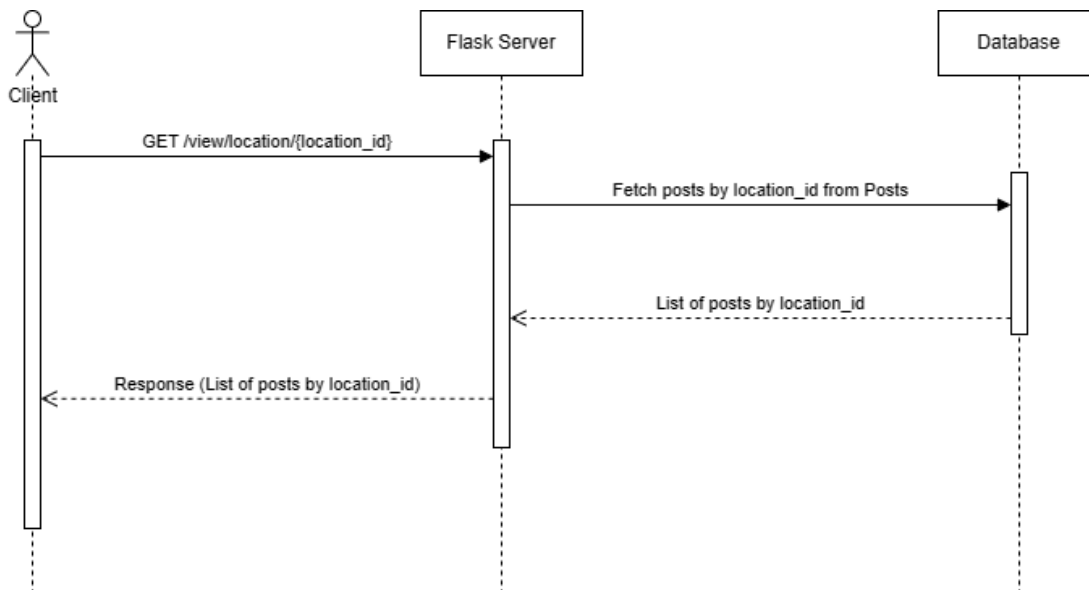 Flask Server
Database
Client
GET /view/location/{location_id}
Fetch posts by location_id from Posts
List of posts by location_id
Response (List of posts by location_id)